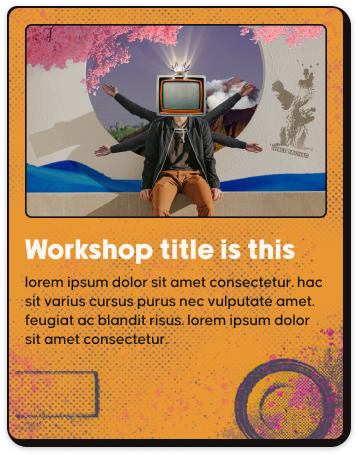 Workshop title is this
lorem ipsum dolor sit amet consectetur. hac
sit varius cursus purus nec vulputate amet.
feugiat ac blandit risus. lorem ipsum dolor
sit amet consectetur.